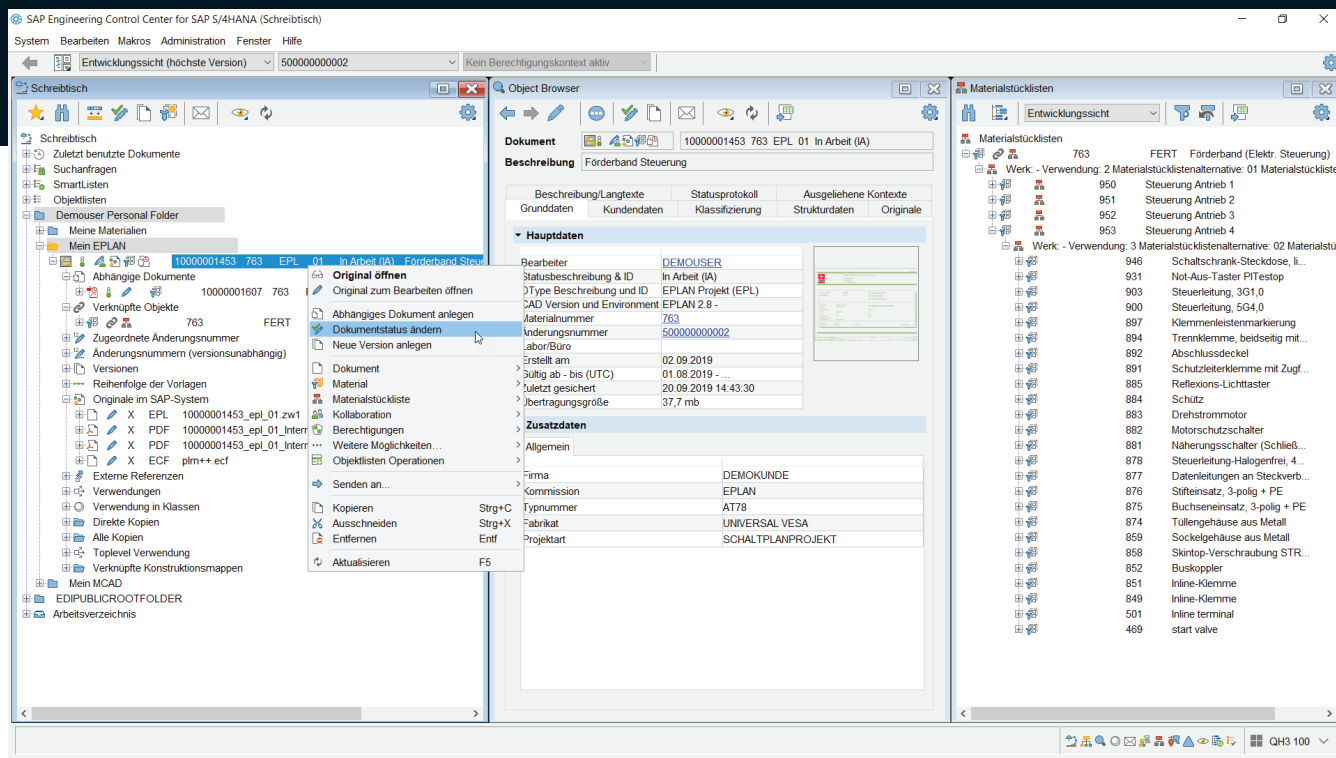 SAP Engineering Control Center for SAP S/4HANA (Schreibtisch)
System Bearbeiten Makros Administration Fenster Hilfe
Entwicklungssicht (höchste Version) 500000000002 Kein Berechtigungskontext aktiv
Schreibtisch
Schreibtisch
Zuletzt benutzte Dokumente
Suchanfragen
SmartListen
Objektlisten
Demouser Personal Folder
Meine Materialien
Mein EPLAN
10000001453 763 EPL 01 In Arbeit (IA) Förderband Steue
Abhängige Dokumente
10000001607 763
Verknüpfte Objekte
763 FERT
Zugeordnete Änderungsnummer
Änderungsnummern (versionsunabhängig)
Versionen
Reihenfolge der Vorlagen
Originale im SAP-System
X EPL 10000001453_epl_01.zw1
X PDF 10000001453_epl_01_Interr
X PDF 10000001453_epl_01_Interr
X ECF plm++.ecf
Externe Referenzen
Verwendungen
Verwendung in Klassen
Direkte Kopien
Alle Kopien
Toplevel Verwendung
Verknüpfte Konstruktionsmappen
Mein MCAD
EDIPUBLICROOTFOLDER
Arbeitsverzeichnis
Original öffnen
Original zum Bearbeiten öffnen
Abhängiges Dokument anlegen
Dokumentstatus ändern
Neue Version anlegen
Dokument
Material
Materialstückliste
Kollaboration
Berechtigungen
Weitere Möglichkeiten...
Objektlisten Operationen
Senden an...
Kopieren Strg+C
Ausschneiden Strg+X
Entfernen Entf
Aktualisieren F5
Object Browser
Dokument 10000001453 763 EPL 01 In Arbeit (IA)
Beschreibung Förderband Steuerung
Beschreibung/Langtexte Statusprotokoll Ausgeliehene Kontexte
Grunddaten Kundendaten Klassifizierung Strukturdaten Originale
Hauptdaten
Bearbeiter DEMOUSER
Statusbeschreibung & ID In Arbeit (IA)
DType Beschreibung und ID EPLAN Projekt (EPL)
CAD Version und Environment EPLAN 2.8 -
Materialnummer 763
Änderungsnummer 500000000002
Labor/Büro
Erstellt am 02.09.2019
Gültig ab - bis (UTC) 01.08.2019 - ...
Zuletzt gesichert 20.09.2019 14:43:30
Übertragungsgröße 37,7 mb
Zusatzdaten
Allgemein
Firma DEMOKUNDE
Kommission EPLAN
Typnummer AT78
Fabrikat UNIVERSAL VESA
Projektart SCHALTPLANPROJEKT
Materialstücklisten
Entwicklungssicht
Materialstücklisten
763 FERT Förderband (Elektr. Steuerung)
Werk: - Verwendung: 2 Materialstücklistenalternative: 01 Materialstückliste
950 Steuerung Antrieb 1
951 Steuerung Antrieb 2
952 Steuerung Antrieb 3
953 Steuerung Antrieb 4
Werk: - Verwendung: 3 Materialstücklistenalternative: 02 Materialstü
946 Schaltschrank-Steckdose, li...
931 Not-Aus-Taster PITestop
903 Steuerleitung, 3G1,0
900 Steuerleitung, 5G4,0
897 Klemmenleistenmarkierung
894 Trennklemme, beidseitig mit...
892 Abschlussdeckel
891 Schutzleiterklemme mit Zugf...
885 Reflexions-Lichttaster
884 Schütz
883 Drehstrommotor
882 Motorschutzschalter
881 Näherungsschalter (Schließ...
878 Steuerleitung-Halogenfrei, 4...
877 Datenleitungen an Steckverb...
876 Stifteinsatz, 3-polig + PE
875 Buchseneinsatz, 3-polig + PE
874 Tüllengehäuse aus Metall
859 Sockelgehäuse aus Metall
858 Skintop-Verschraubung STR...
852 Buskoppler
851 Inline-Klemme
849 Inline-Klemme
501 Inline terminal
469 start valve
QH3 100